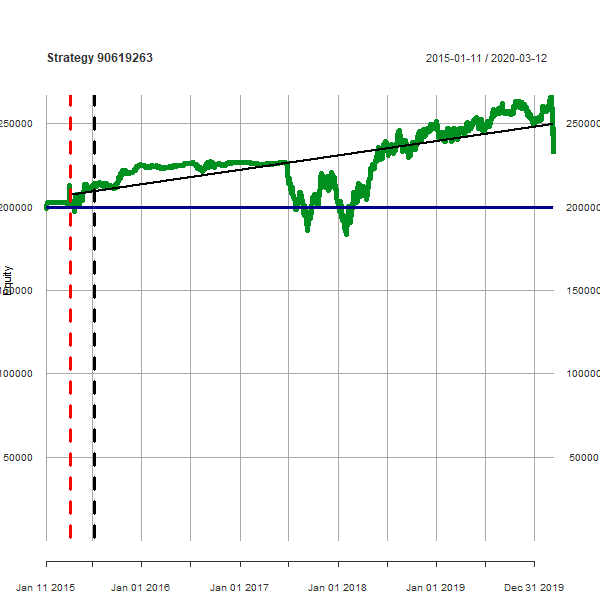 Strategy 90619263
2015-01-11 / 2020-03-12
250000 250000
200000 200000
Equity
150000 150000
100000 100000
50000 50000
Jan 11 2015 Jan 01 2016 Jan 01 2017 Jan 01 2018 Jan 01 2019 Dec 31 2019